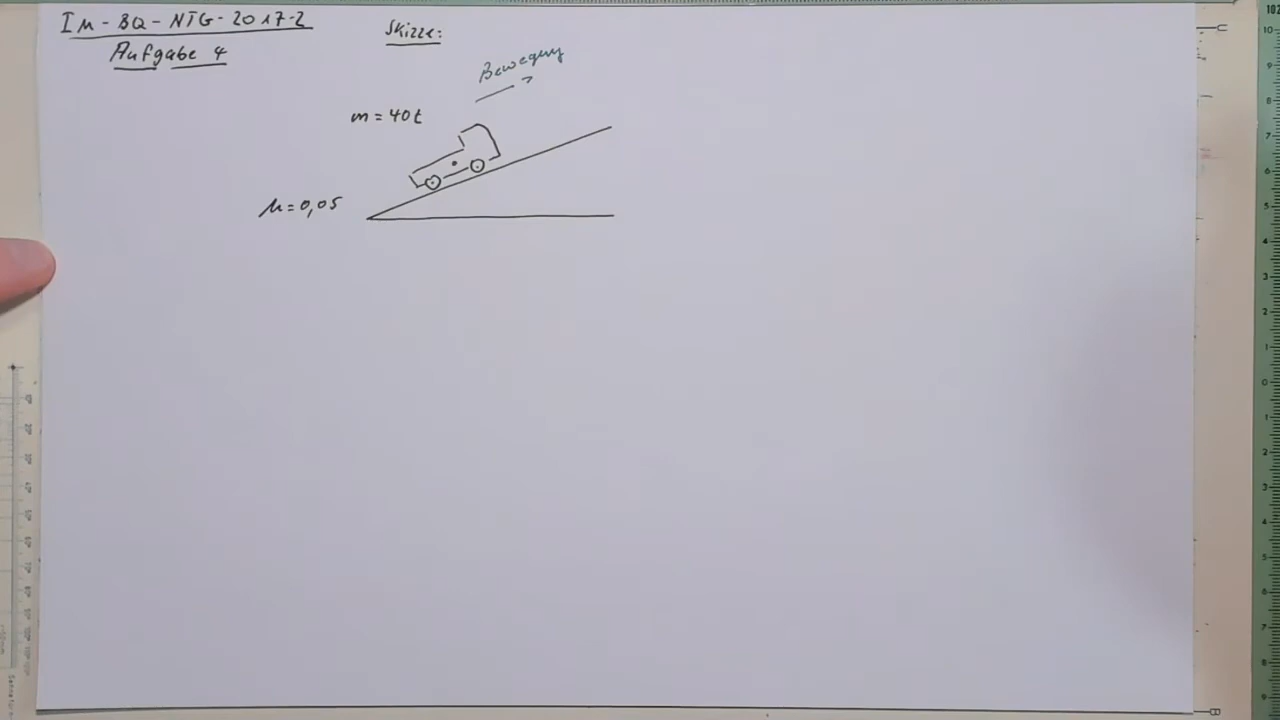 IM-BQ-NTG-2017-2
Aufgabe 4
Skizze:
Bewegung
m = 40t
μ = 0,05